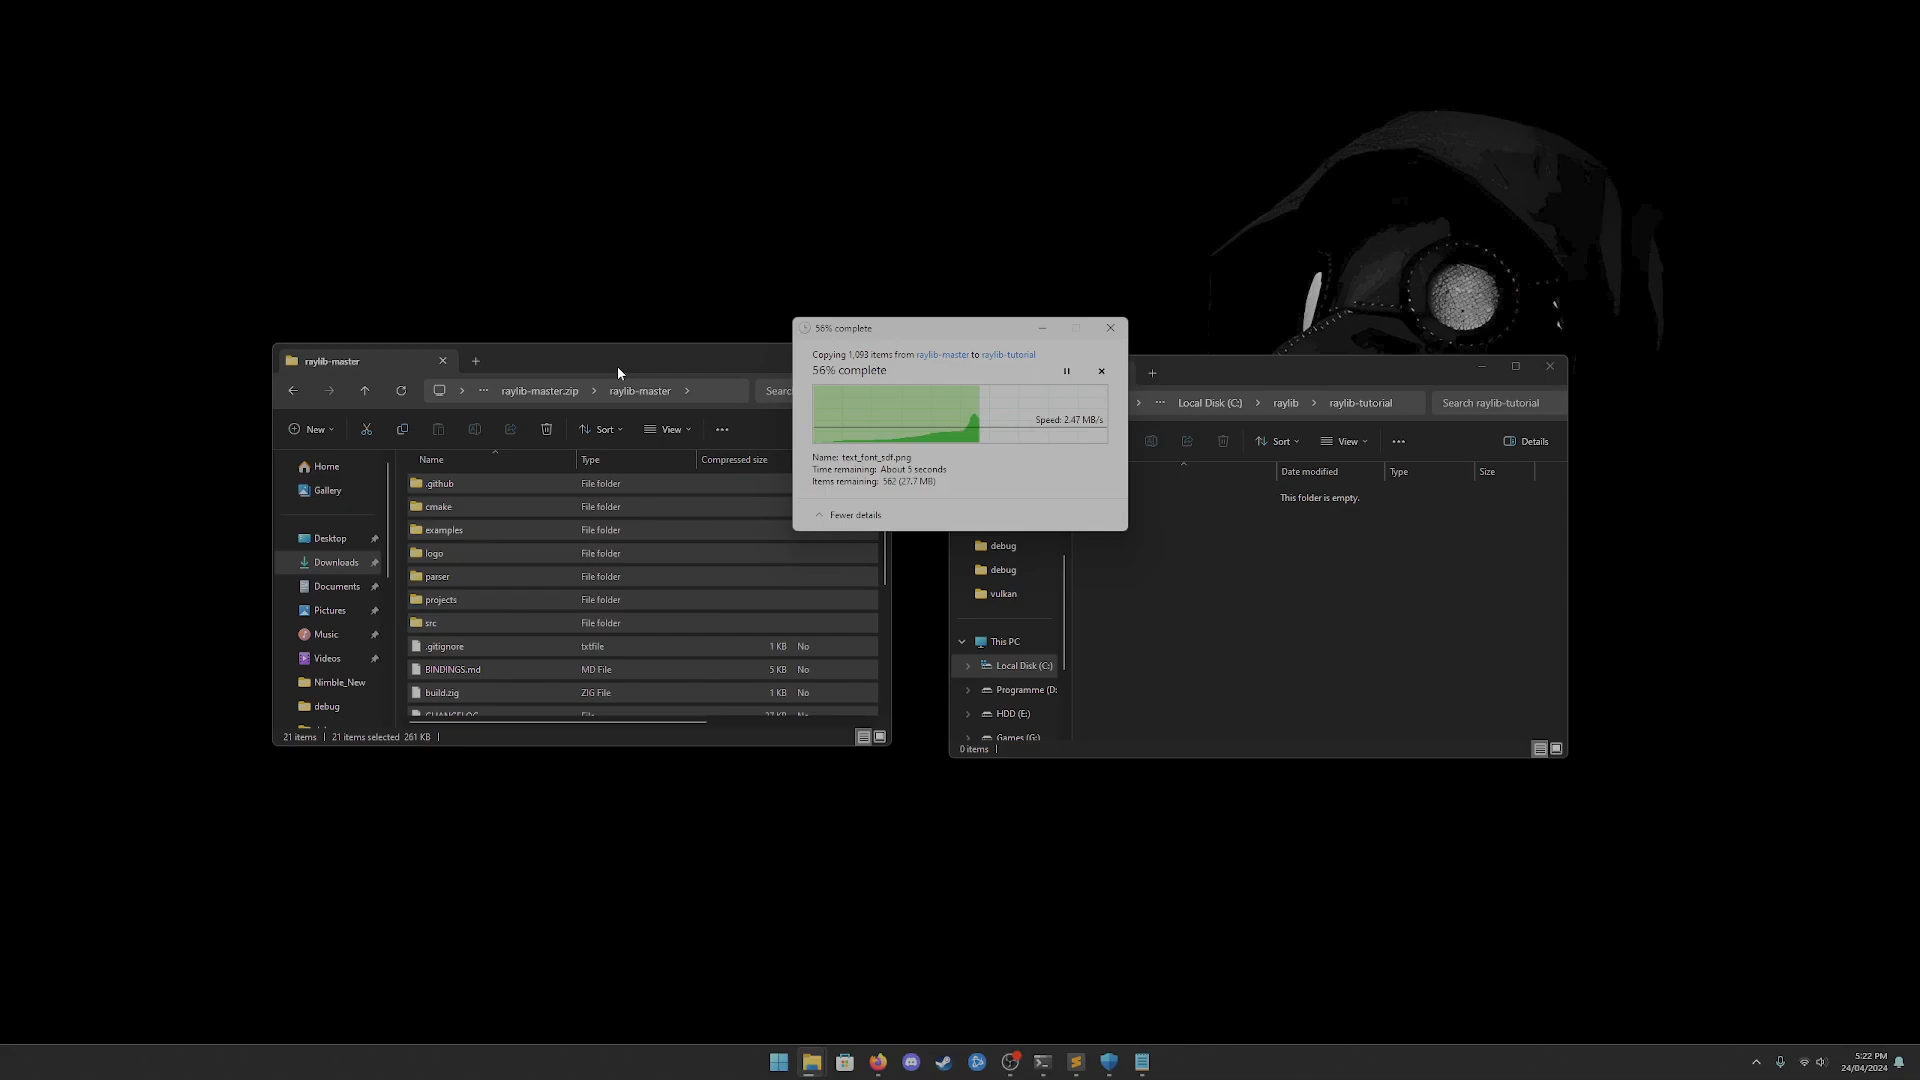 raylib-master
raylib-master.zip
raylib-master
Search
New
Sort
View
Name
Type
Compressed size
Home
Gallery
Desktop
Downloads
Documents
Pictures
Music
Videos
Nimble_New
debug
.github File folder
cmake File folder
examples File folder
logo File folder
parser File folder
projects File folder
src File folder
.gitignore txtfile 1 KB No
BINDINGS.md MD File 5 KB No
build.zig ZIG File 1 KB No
CHANGELOG File 27 KB No
21 items 21 items selected 261 KB
56% complete
Copying 1,093 items from raylib-master to raylib-tutorial
56% complete
Speed: 2.47 MB/s
Name: text_font_sdf.png
Time remaining: About 5 seconds
Items remaining: 562 (27.7 MB)
Fewer details
Local Disk (C:) raylib raylib-tutorial
Search raylib-tutorial
Sort
View
Details
Date modified
Type
Size
This folder is empty.
debug
debug
vulkan
This PC
Local Disk (C:)
Programme (D:
HDD (E:)
Games (G:)
0 items
5:22 PM
24/04/2024